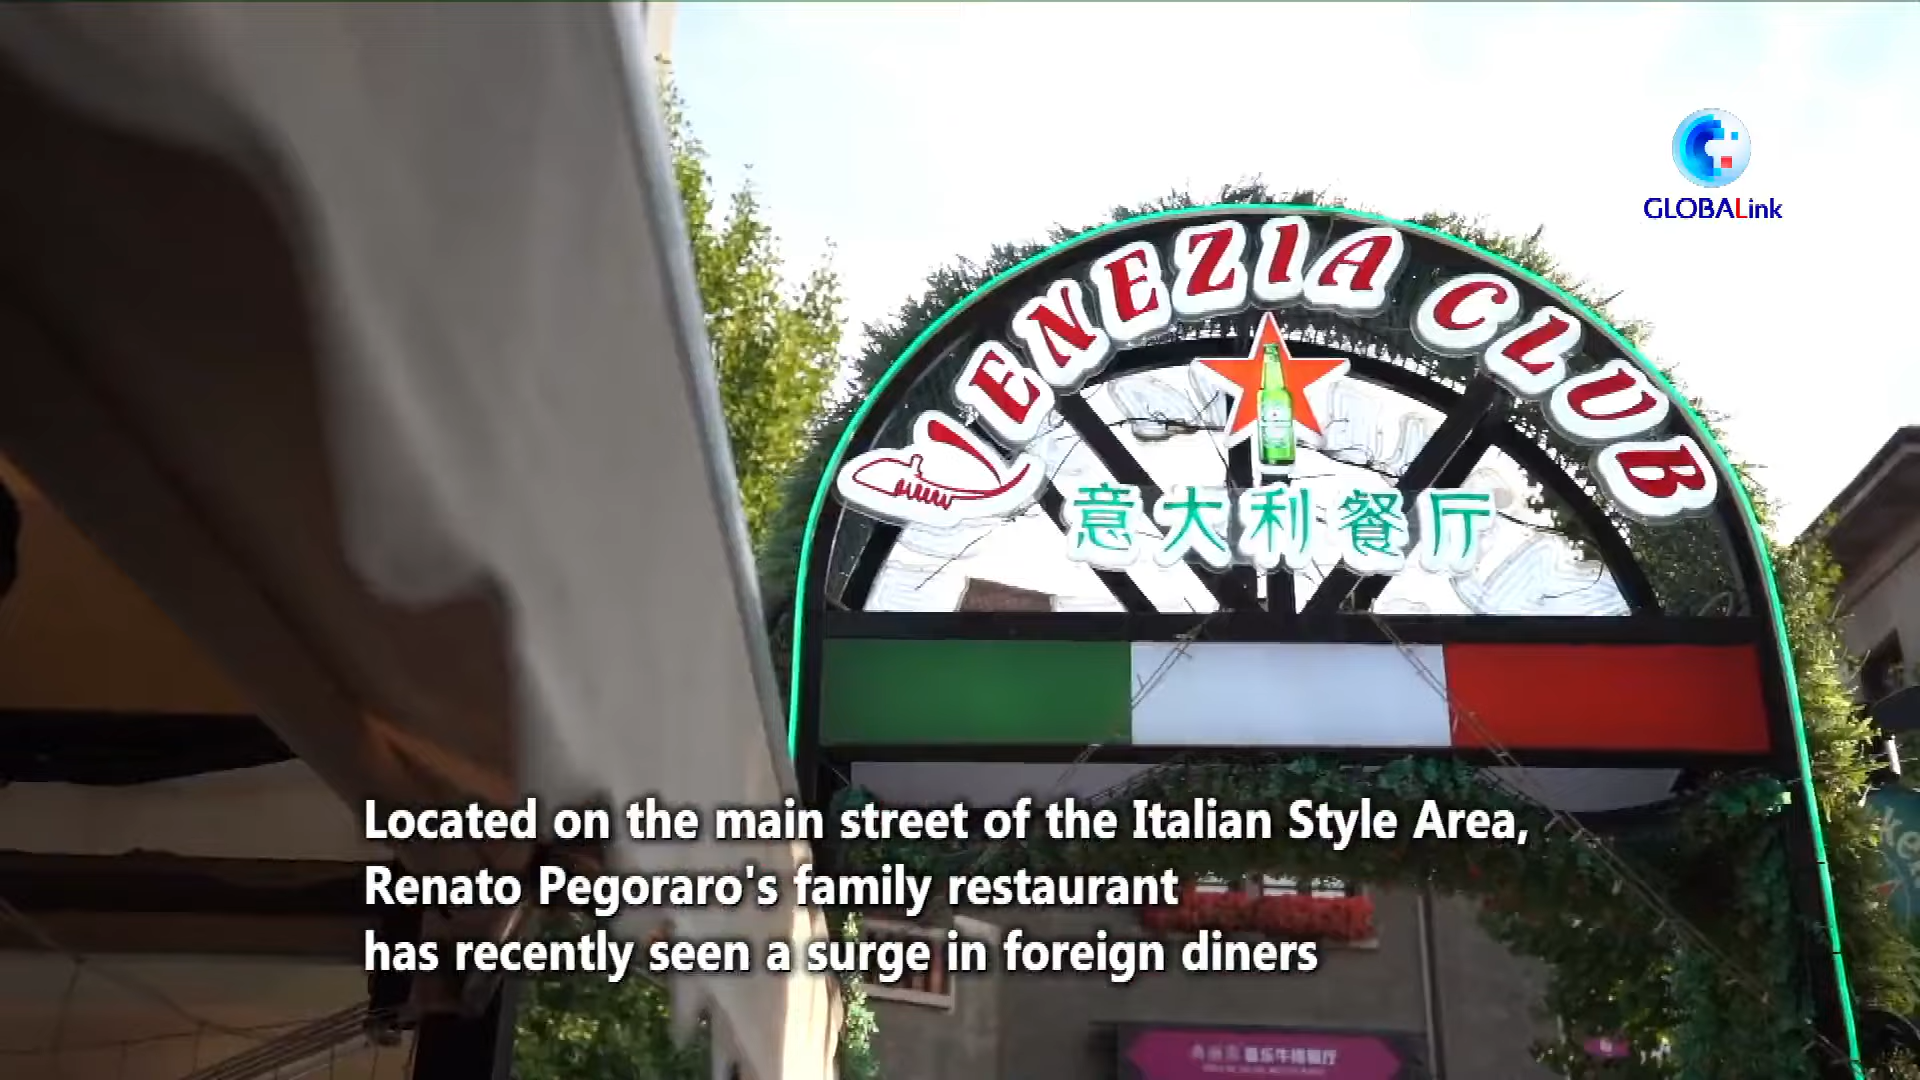 GLOBALink
VENEZIA CLUB
意大利餐厅
Located on the main street of the Italian Style Area,
Renato Pegoraro's family restaurant
has recently seen a surge in foreign diners